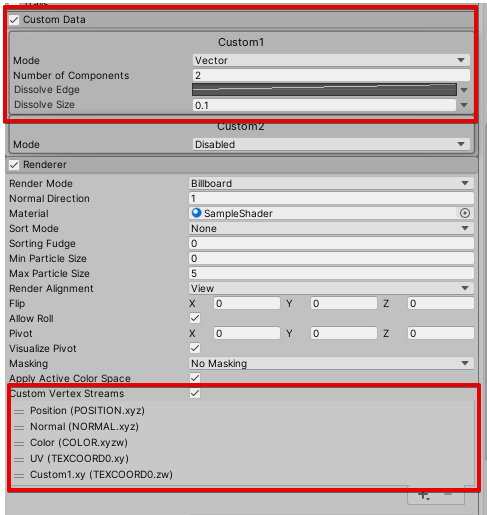 Custom Data
Custom1
Mode Vector
Number of Components 2
Dissolve Edge
Dissolve Size 0.1
Custom2
Mode Disabled
Renderer
Render Mode Billboard
Normal Direction 1
Material SampleShader
Sort Mode None
Sorting Fudge 0
Min Particle Size 0
Max Particle Size 5
Render Alignment View
Flip X 0 Y 0 Z 0
Allow Roll
Pivot X 0 Y 0 Z 0
Visualize Pivot
Masking No Masking
Apply Active Color Space
Custom Vertex Streams
Position (POSITION.xyz)
Normal (NORMAL.xyz)
Color (COLOR.xyzw)
UV (TEXCOORD0.xy)
Custom1.xy (TEXCOORD0.zw)